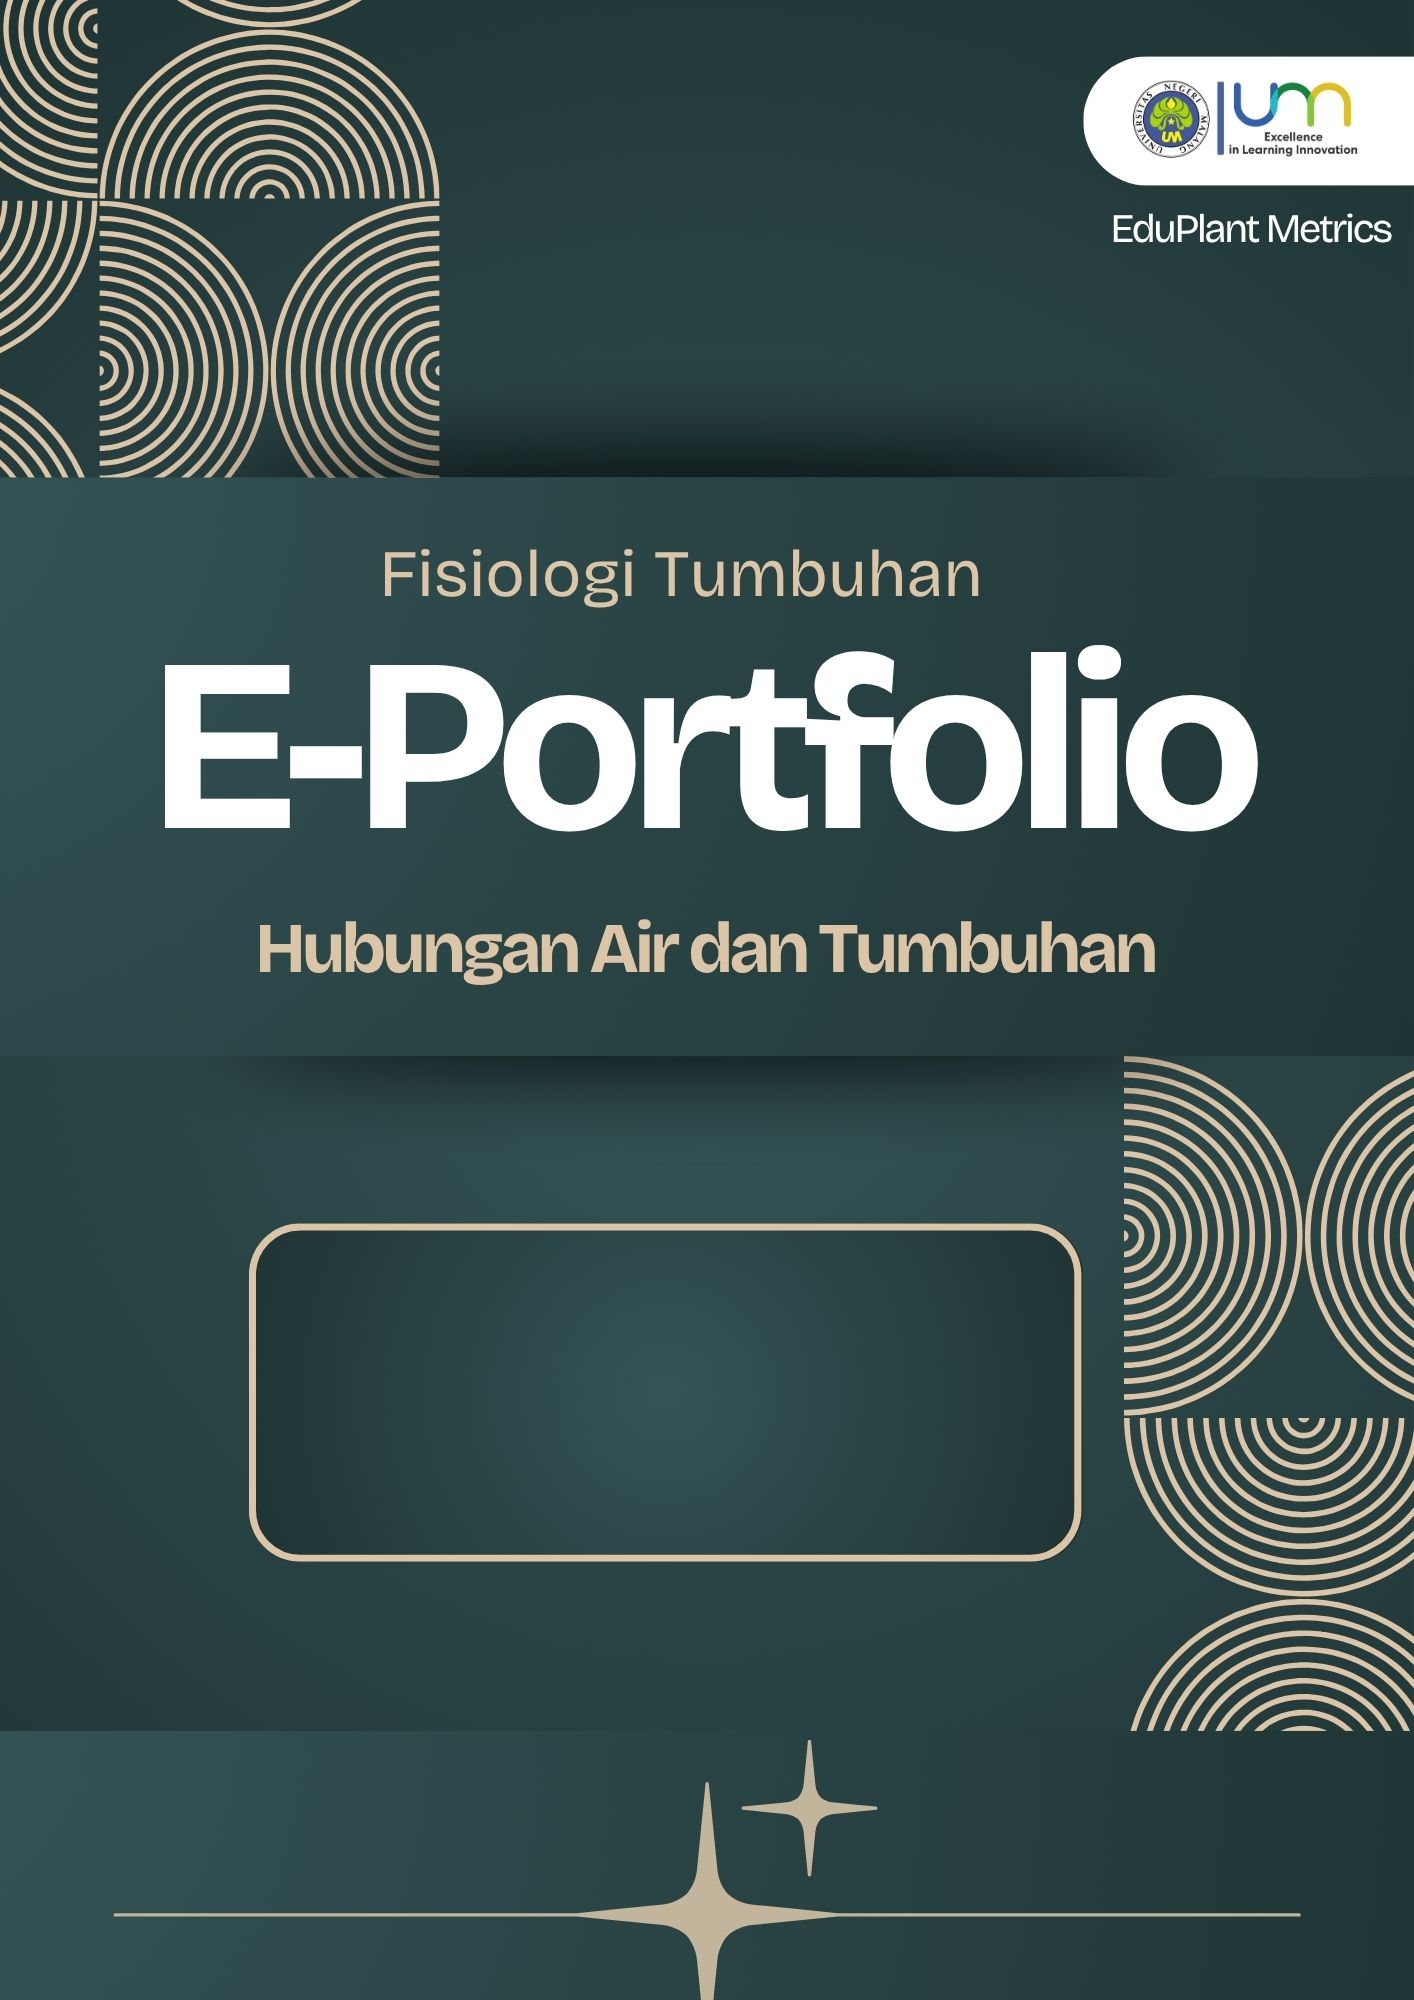 UNIVERSITAS NEGERI MALANG
UM
um
Excellence
in Learning Innovation
EduPlant Metrics
Fisiologi Tumbuhan
E-Portfolio
Hubungan Air dan Tumbuhan